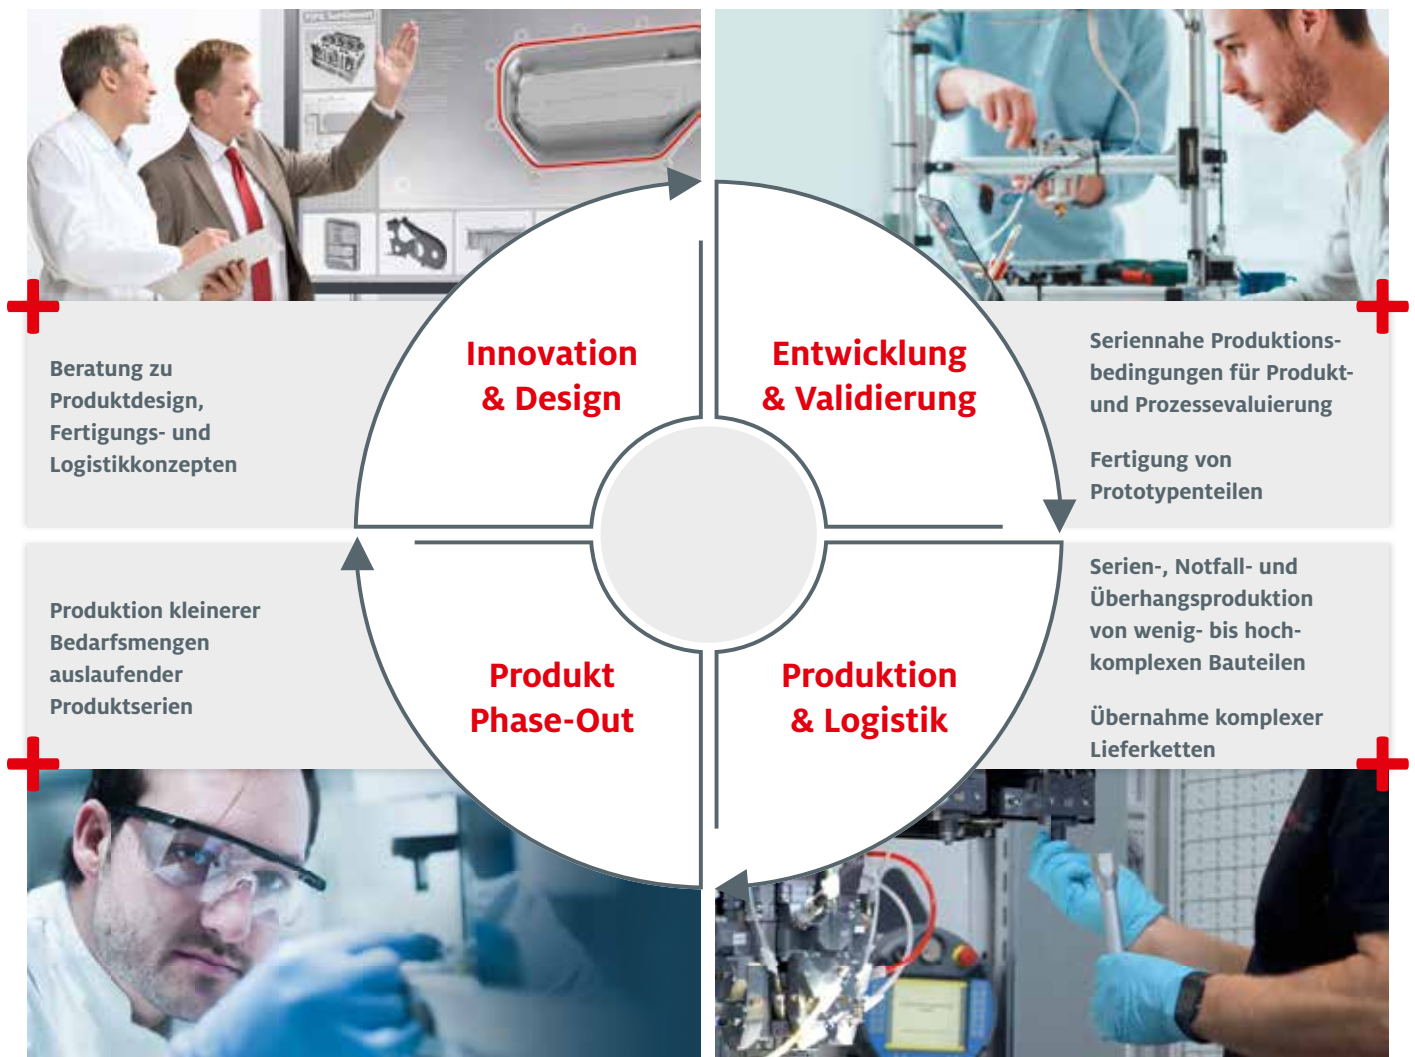 Innovation
& Design
Beratung zu
Produktdesign,
Fertigungs- und
Logistikkonzepten
Entwicklung
& Validierung
Seriennahe Produktions-
bedingungen für Produkt-
und Prozessevaluierung
Fertigung von
Prototypenteilen
Produktion
& Logistik
Serien-, Notfall- und
Überhangsproduktion
von wenig- bis hoch-
komplexen Bauteilen
Übernahme komplexer
Lieferketten
Produkt
Phase-Out
Produktion kleinerer
Bedarfsmengen
auslaufender
Produktserien